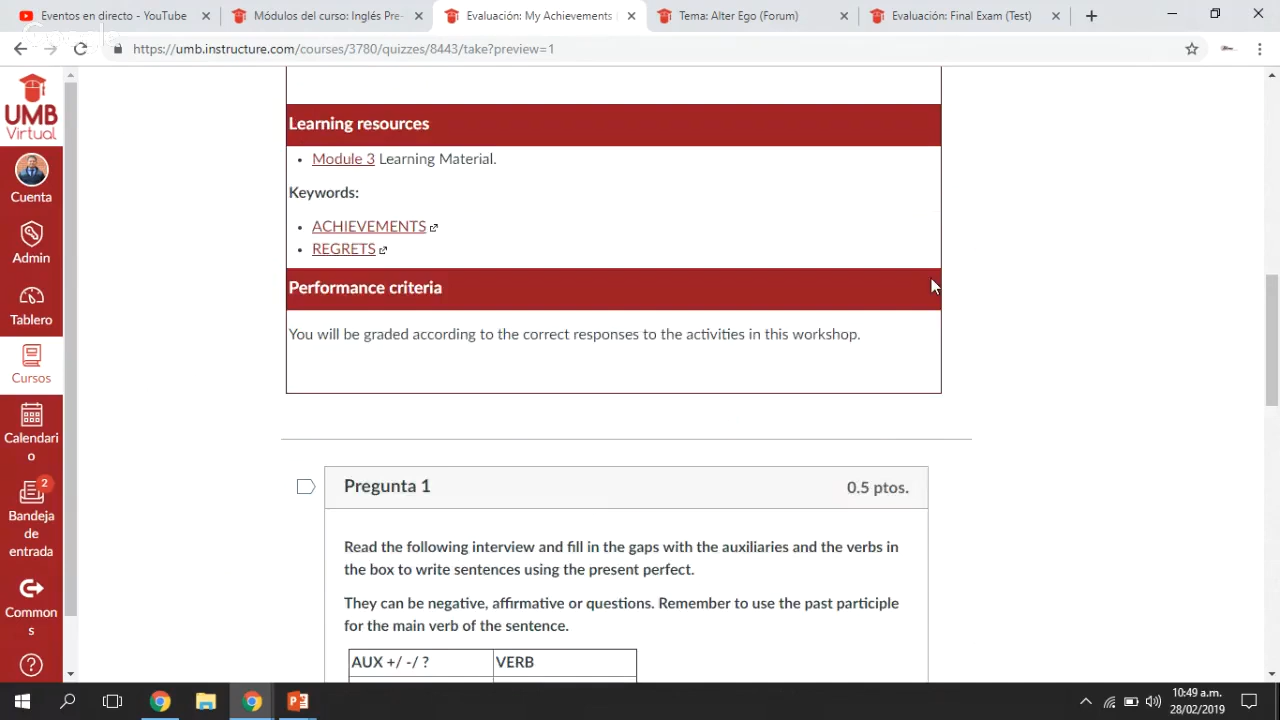 Eventos en directo - YouTube
Módulos del curso: Inglés Pre-
Evaluación: My Achievements
Tema: Alter Ego (Forum)
Evaluación: Final Exam (Test)
https://umb.instructure.com/courses/3780/quizzes/8443/take?preview=1
UMB
Virtual
Cuenta
Admin
Tablero
Cursos
Calendari
o
2
Bandeja
de
entrada
Common
s
Learning resources
Module 3 Learning Material.
Keywords:
ACHIEVEMENTS
REGRETS
Performance criteria
You will be graded according to the correct responses to the activities in this workshop.
Pregunta 1
0.5 ptos.
Read the following interview and fill in the gaps with the auxiliaries and the verbs in
the box to write sentences using the present perfect.
They can be negative, affirmative or questions. Remember to use the past participle
for the main verb of the sentence.
AUX +/ -/ ?
VERB
10:49 a.m.
28/02/2019